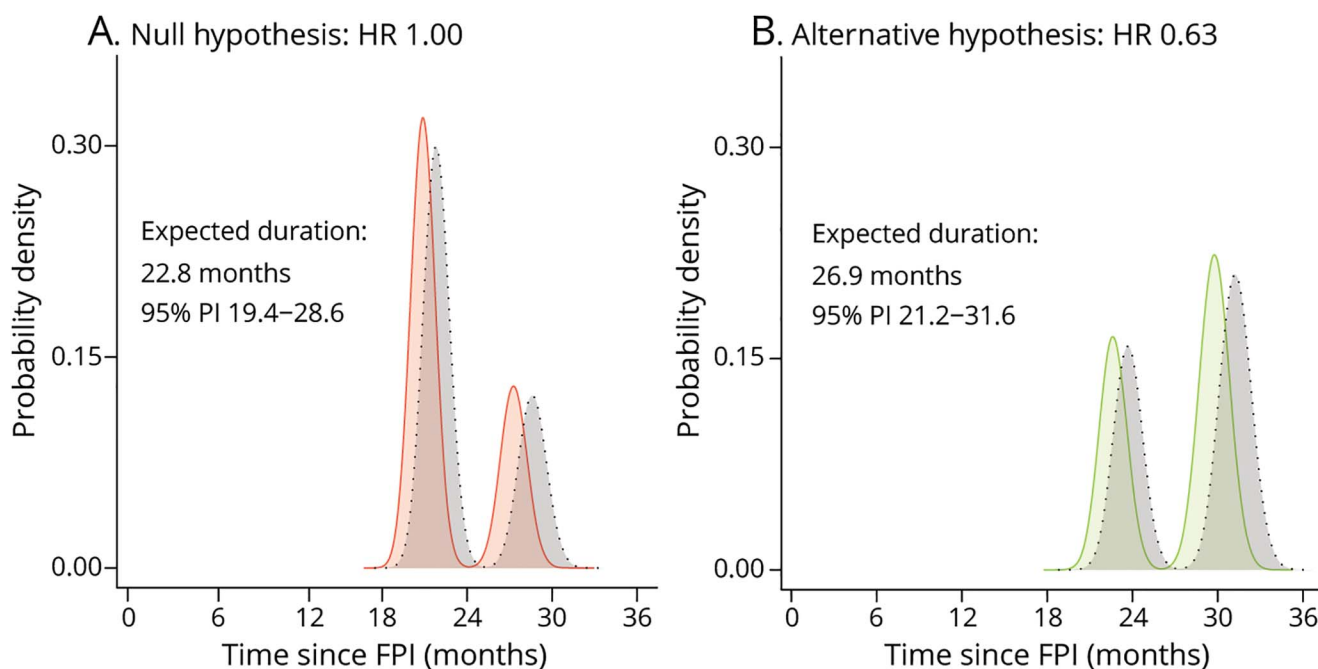 A. Null hypothesis: HR 1.00
Probability density
0.30
0.15
0.00
Expected duration:
22.8 months
95% PI 19.4–28.6
0 6 12 18 24 30 36
Time since FPI (months)
B. Alternative hypothesis: HR 0.63
Probability density
0.30
0.15
0.00
Expected duration:
26.9 months
95% PI 21.2–31.6
0 6 12 18 24 30 36
Time since FPI (months)